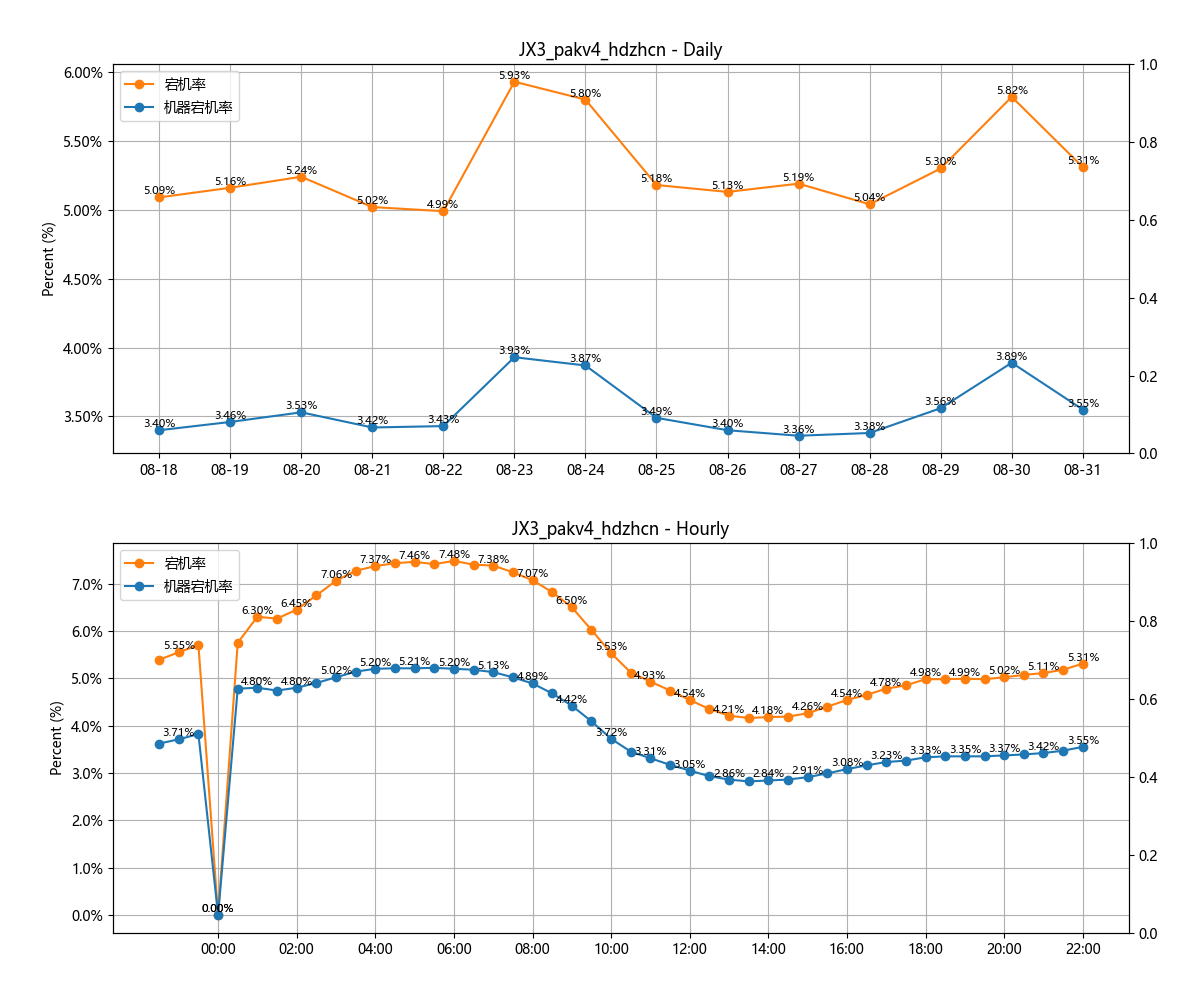 JX3_pakv4_hdzhcn - Daily
宕机率
机器宕机率
Percent (%)
6.00%
5.50%
5.00%
4.50%
4.00%
3.50%
1.0
0.8
0.6
0.4
0.2
0.0
5.09% 5.16% 5.24% 5.02% 4.99% 5.93% 5.80% 5.18% 5.13% 5.19% 5.04% 5.30% 5.82% 5.31%
3.40% 3.46% 3.53% 3.42% 3.43% 3.93% 3.87% 3.49% 3.40% 3.36% 3.38% 3.56% 3.89% 3.55%
08-18 08-19 08-20 08-21 08-22 08-23 08-24 08-25 08-26 08-27 08-28 08-29 08-30 08-31
JX3_pakv4_hdzhcn - Hourly
宕机率
机器宕机率
Percent (%)
7.0%
6.0%
5.0%
4.0%
3.0%
2.0%
1.0%
0.0%
1.0
0.8
0.6
0.4
0.2
0.0
5.55% 0.00% 6.30% 6.45% 7.06% 7.37% 7.46% 7.48% 7.38% 7.07% 6.50% 5.53% 4.93% 4.54% 4.21% 4.18% 4.26% 4.54% 4.78% 4.98% 4.99% 5.02% 5.11% 5.31%
3.71% 0.00% 4.80% 4.80% 5.02% 5.20% 5.21% 5.20% 5.13% 4.89% 4.42% 3.72% 3.31% 3.05% 2.86% 2.84% 2.91% 3.08% 3.23% 3.33% 3.35% 3.37% 3.42% 3.55%
00:00 02:00 04:00 06:00 08:00 10:00 12:00 14:00 16:00 18:00 20:00 22:00